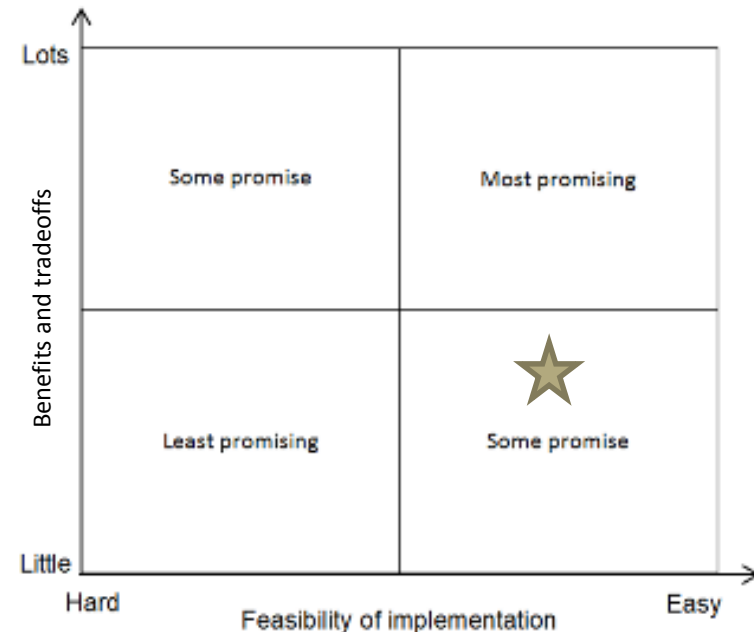 Lots
Some promise
Most promising
Benefits and tradeoffs
Least promising
Some promise
Little
Hard
Easy
Feasibility of implementation